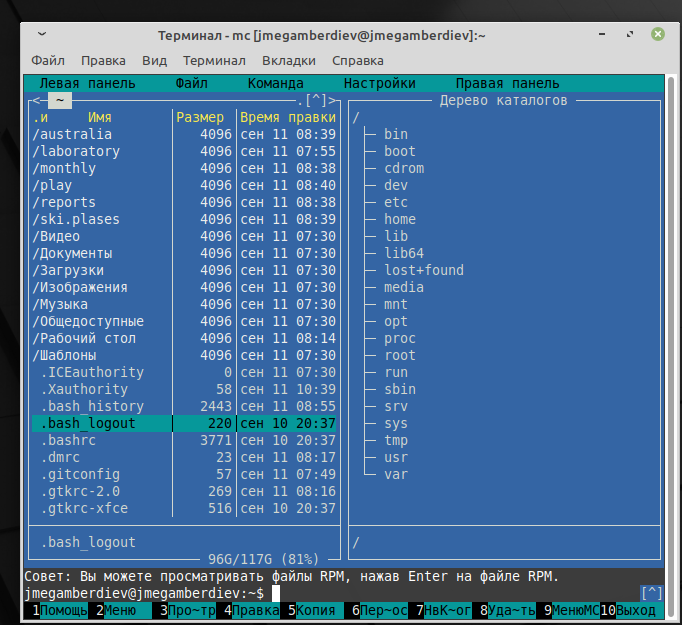 Терминал - mc [jmegamberdiev@jmegamberdiev]:~
Файл Правка Вид Терминал Вкладки Справка
Левая панель Файл Команда Настройки Правая панель
<─ ~ ─.[^]>┐ Дерево каталогов
.и Имя Размер Время правки /
/australia 4096 сен 11 08:39 ├─ bin
/laboratory 4096 сен 11 07:55 ├─ boot
/monthly 4096 сен 11 08:38 ├─ cdrom
/play 4096 сен 11 08:40 ├─ dev
/reports 4096 сен 11 08:38 ├─ etc
/ski.plases 4096 сен 11 08:39 ├─ home
/Видео 4096 сен 11 07:30 ├─ lib
/Документы 4096 сен 11 07:30 ├─ lib64
/Загрузки 4096 сен 11 07:30 ├─ lost+found
/Изображения 4096 сен 11 07:30 ├─ media
/Музыка 4096 сен 11 07:30 ├─ mnt
/Общедоступные 4096 сен 11 07:30 ├─ opt
/Рабочий стол 4096 сен 11 08:14 ├─ proc
/Шаблоны 4096 сен 11 07:30 ├─ root
.ICEauthority 0 сен 11 07:30 ├─ run
.Xauthority 58 сен 11 10:39 ├─ sbin
.bash_history 2443 сен 11 08:55 ├─ srv
.bash_logout 220 сен 10 20:37 ├─ sys
.bashrc 3771 сен 10 20:37 ├─ tmp
.dmrc 23 сен 11 08:17 ├─ usr
.gitconfig 57 сен 11 07:49 └─ var
.gtkrc-2.0 269 сен 11 08:16
.gtkrc-xfce 516 сен 10 20:37
.bash_logout /
96G/117G (81%)
Совет: Вы можете просматривать файлы RPM, нажав Enter на файле RPM.
jmegamberdiev@jmegamberdiev:~$ [^]
1Помощь 2Меню 3Про~тр 4Правка 5Копия 6Пер~ос 7НвК~ог 8Уда~ть 9МенюMC 10Выход